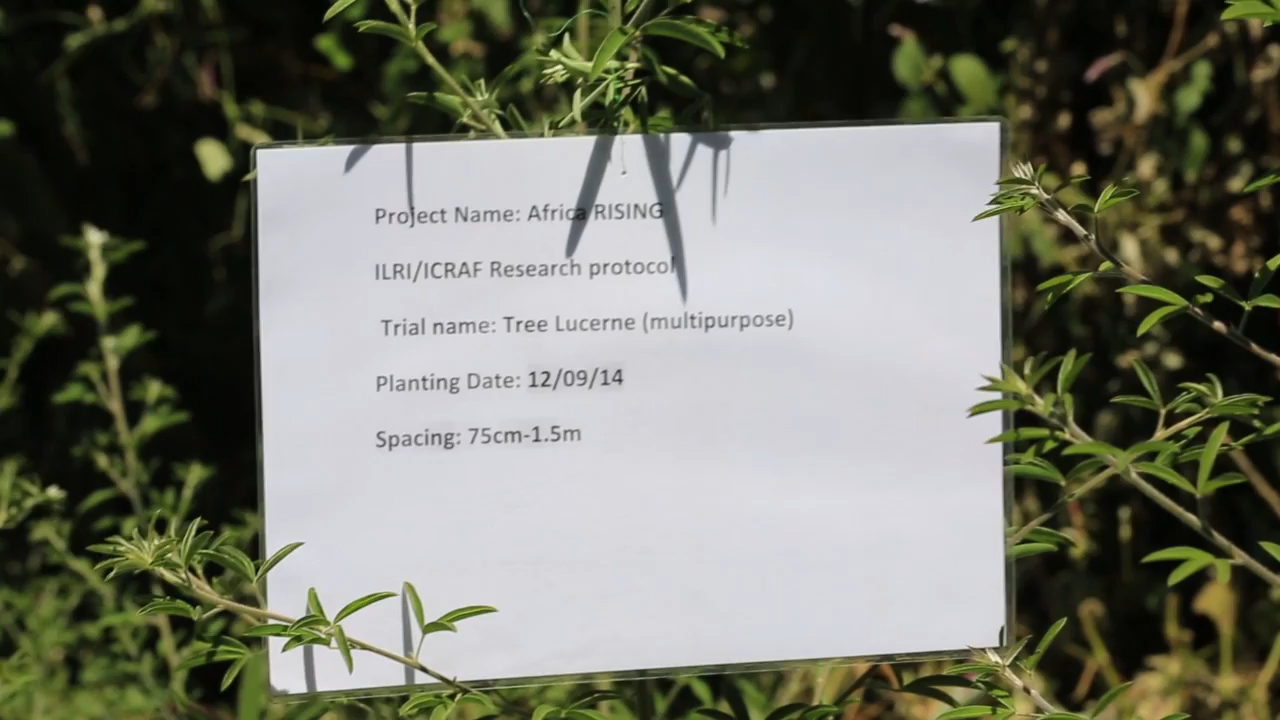 Project Name: Africa RISING
ILRI/ICRAF Research protocol
Trial name: Tree Lucerne (multipurpose)
Planting Date: 12/09/14
Spacing: 75cm-1.5m